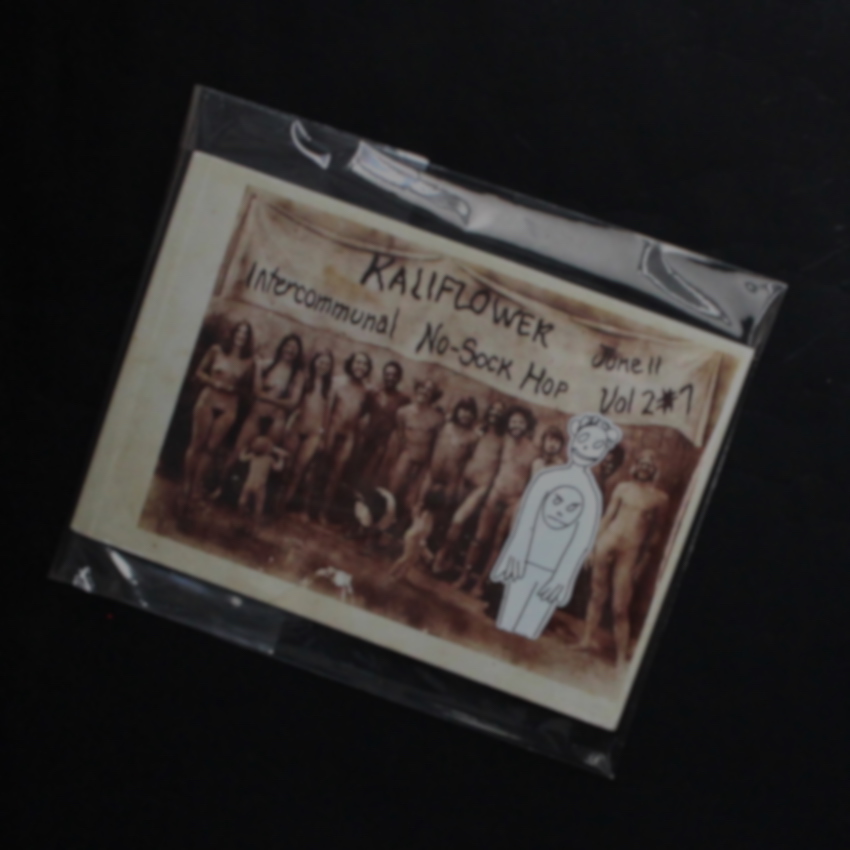 KALIFLOWER
Intercommunal No-Sock Hop
June 11
Vol 2 #7